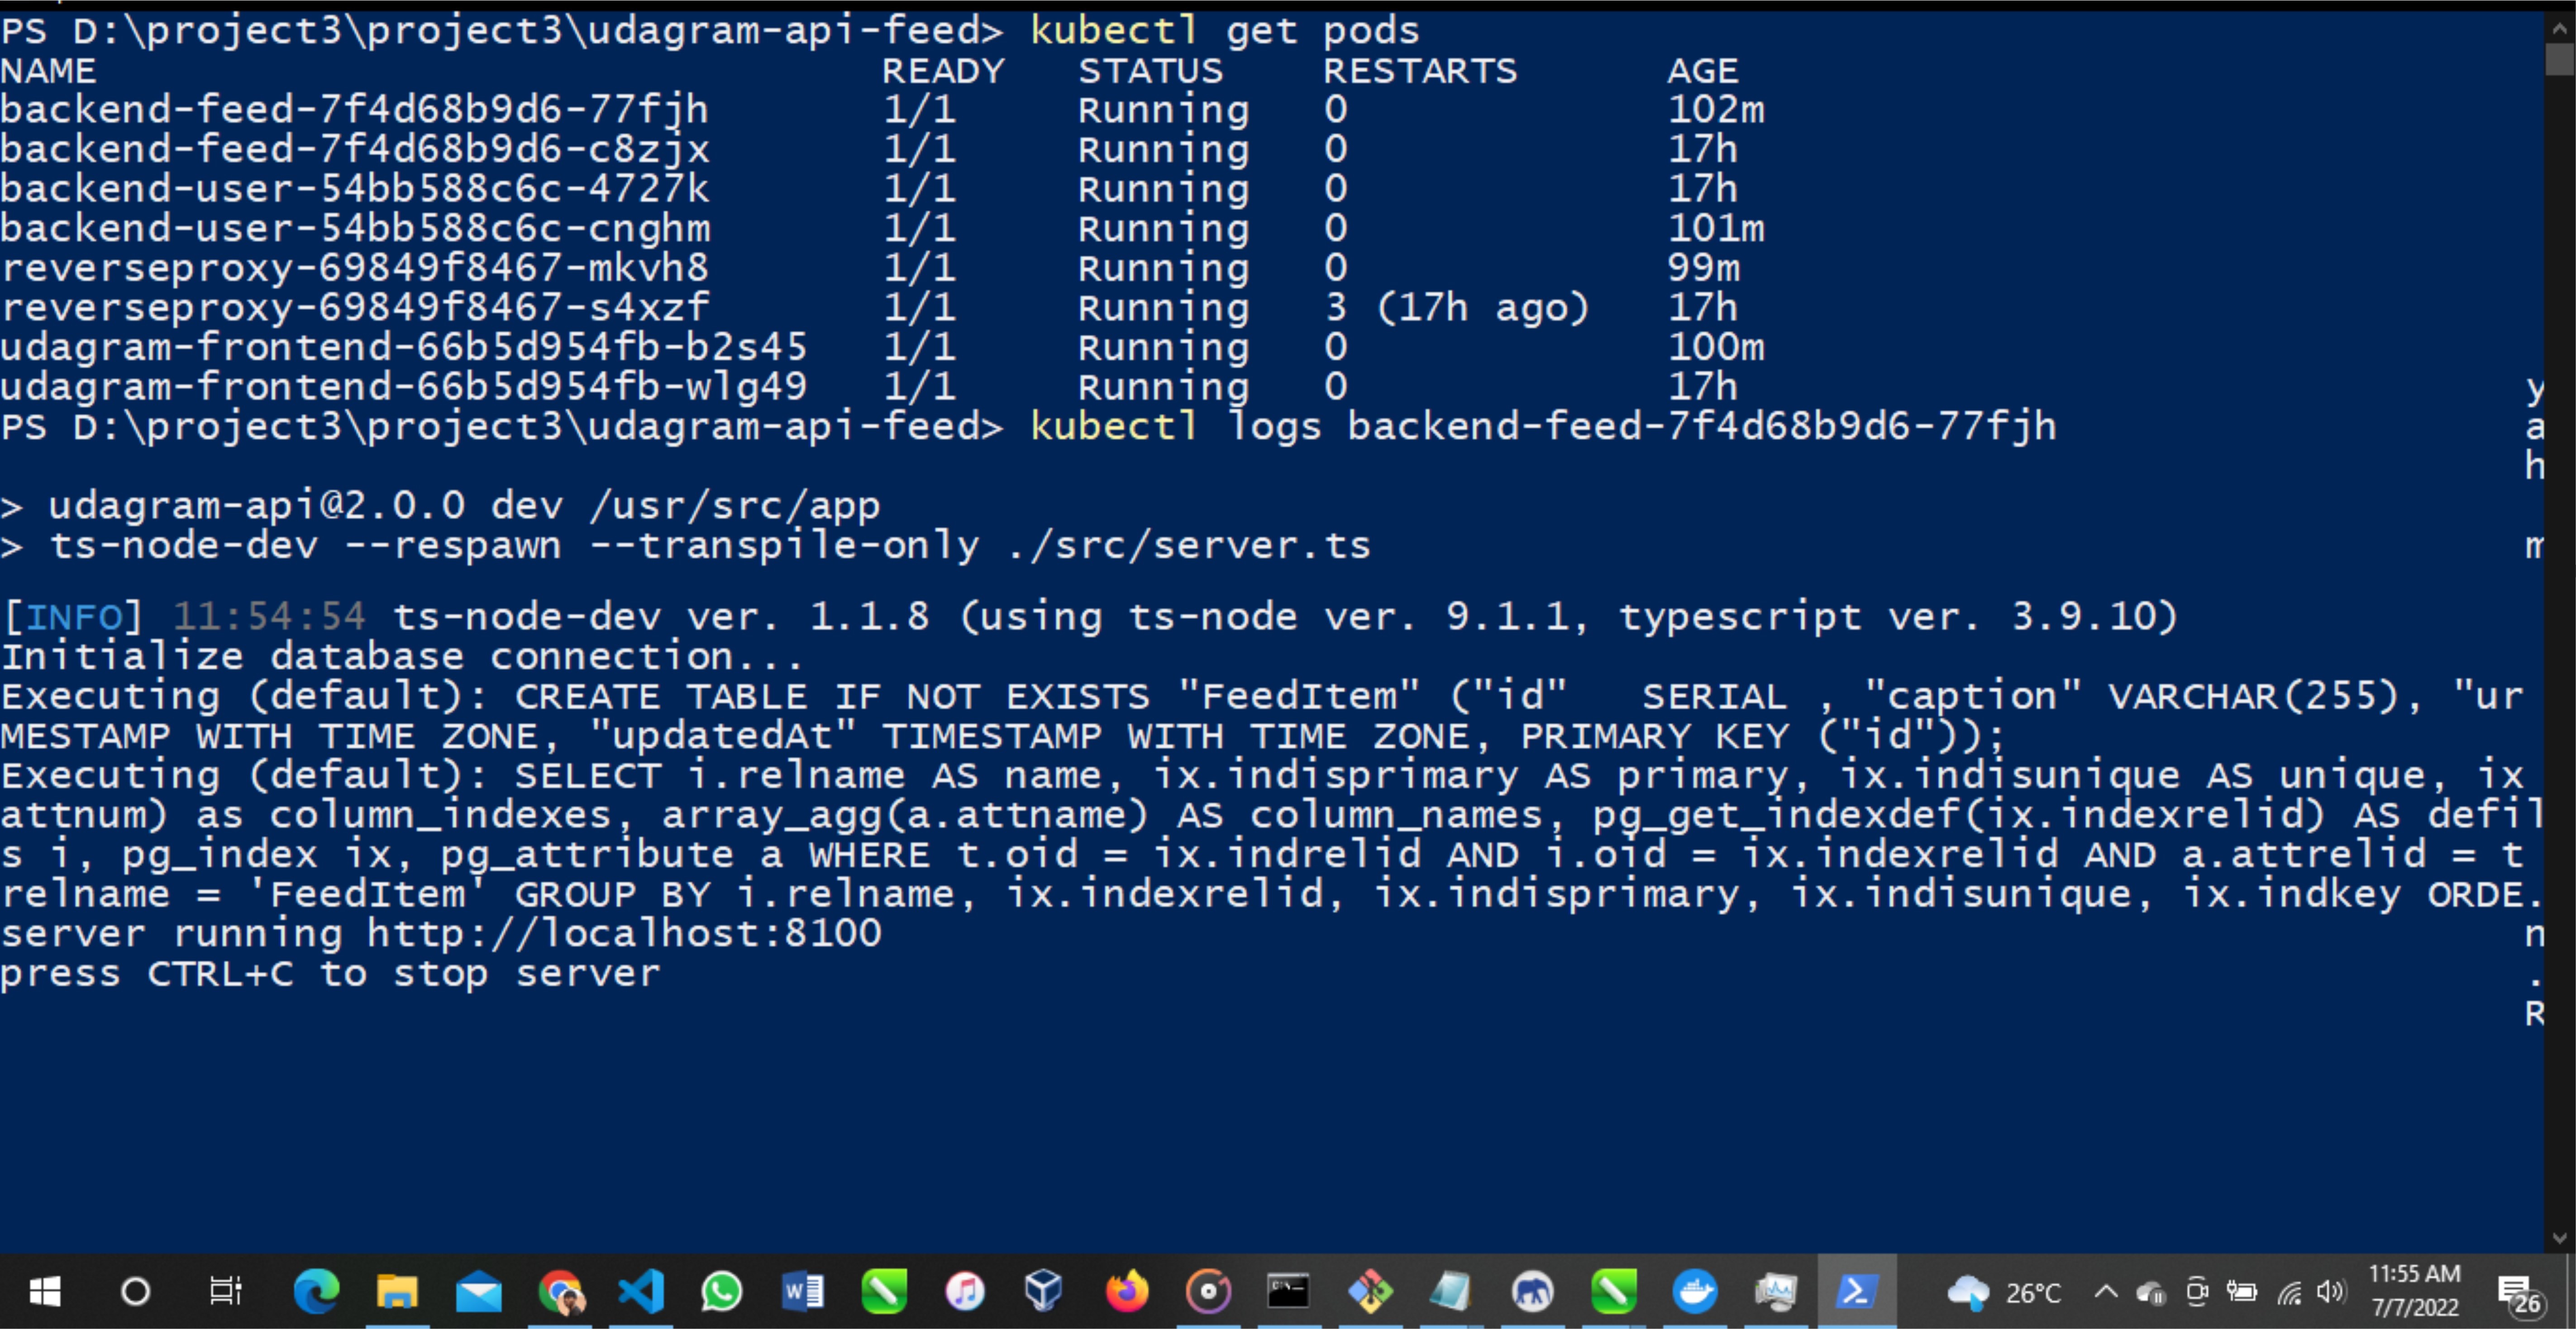 PS D:\project3\project3\udagram-api-feed> kubectl get pods
NAME READY STATUS RESTARTS AGE
backend-feed-7f4d68b9d6-77fjh 1/1 Running 0 102m
backend-feed-7f4d68b9d6-c8zjx 1/1 Running 0 17h
backend-user-54bb588c6c-4727k 1/1 Running 0 17h
backend-user-54bb588c6c-cnghm 1/1 Running 0 101m
reverseproxy-69849f8467-mkvh8 1/1 Running 0 99m
reverseproxy-69849f8467-s4xzf 1/1 Running 3 (17h ago) 17h
udagram-frontend-66b5d954fb-b2s45 1/1 Running 0 100m
udagram-frontend-66b5d954fb-wlg49 1/1 Running 0 17h y
PS D:\project3\project3\udagram-api-feed> kubectl logs backend-feed-7f4d68b9d6-77fjh a
h
> udagram-api@2.0.0 dev /usr/src/app
> ts-node-dev --respawn --transpile-only ./src/server.ts m
[INFO] 11:54:54 ts-node-dev ver. 1.1.8 (using ts-node ver. 9.1.1, typescript ver. 3.9.10)
Initialize database connection...
Executing (default): CREATE TABLE IF NOT EXISTS "FeedItem" ("id"   SERIAL , "caption" VARCHAR(255), "ur
MESTAMP WITH TIME ZONE, "updatedAt" TIMESTAMP WITH TIME ZONE, PRIMARY KEY ("id"));
Executing (default): SELECT i.relname AS name, ix.indisprimary AS primary, ix.indisunique AS unique, ix
attnum) as column_indexes, array_agg(a.attname) AS column_names, pg_get_indexdef(ix.indexrelid) AS defil
s i, pg_index ix, pg_attribute a WHERE t.oid = ix.indrelid AND i.oid = ix.indexrelid AND a.attrelid = t
relname = 'FeedItem' GROUP BY i.relname, ix.indexrelid, ix.indisprimary, ix.indisunique, ix.indkey ORDE.
server running http://localhost:8100 n
press CTRL+C to stop server .
R
26°C
11:55 AM
7/7/2022
26